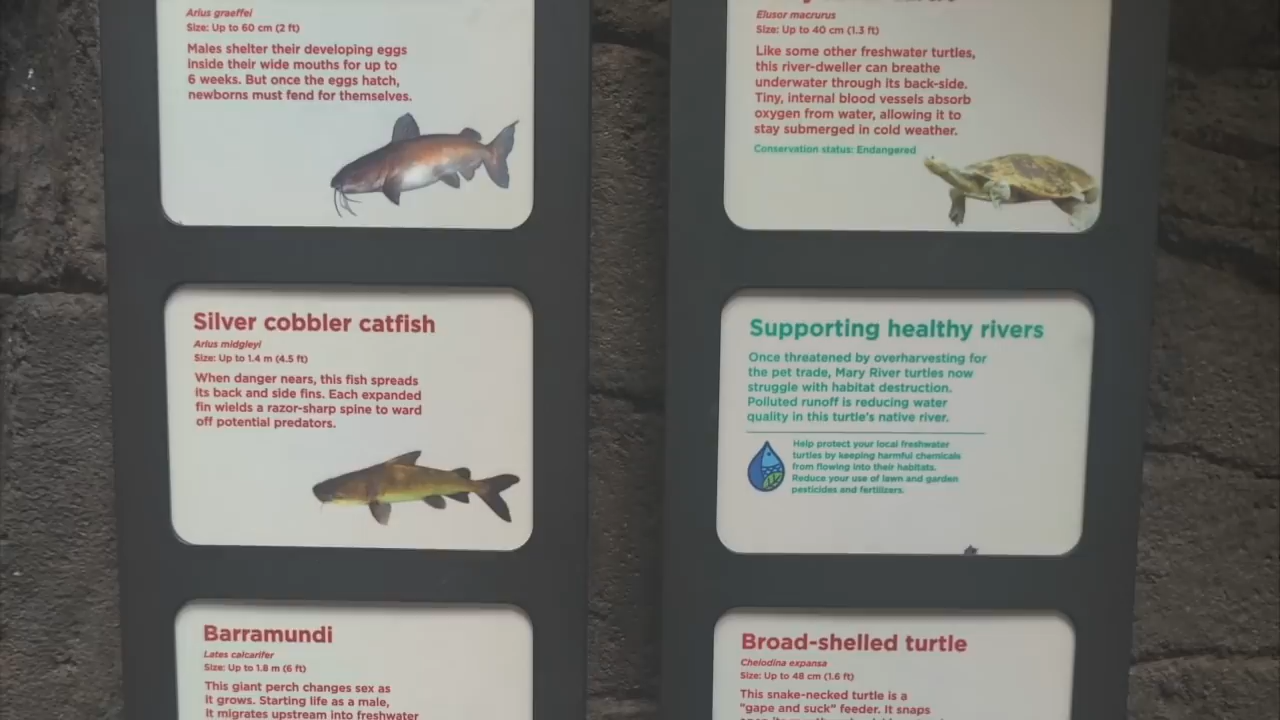 Arius graeffei
Size: Up to 60 cm (2 ft)
Males shelter their developing eggs
inside their wide mouths for up to
6 weeks. But once the eggs hatch,
newborns must fend for themselves.
Silver cobbler catfish
Arius midgleyi
Size: Up to 1.4 m (4.5 ft)
When danger nears, this fish spreads
its back and side fins. Each expanded
fin wields a razor-sharp spine to ward
off potential predators.
Barramundi
Lates calcarifer
Size: Up to 1.8 m (6 ft)
This giant perch changes sex as
it grows. Starting life as a male,
it migrates upstream into freshwater
Elusor macrurus
Size: Up to 40 cm (1.3 ft)
Like some other freshwater turtles,
this river-dweller can breathe
underwater through its back-side.
Tiny, internal blood vessels absorb
oxygen from water, allowing it to
stay submerged in cold weather.
Conservation status: Endangered
Supporting healthy rivers
Once threatened by overharvesting for
the pet trade, Mary River turtles now
struggle with habitat destruction.
Polluted runoff is reducing water
quality in this turtle's native river.
Help protect your local freshwater
turtles by keeping harmful chemicals
from flowing into their habitats.
Reduce your use of lawn and garden
pesticides and fertilizers.
Broad-shelled turtle
Chelodina expansa
Size: Up to 48 cm (1.6 ft)
This snake-necked turtle is a
"gape and suck" feeder. It snaps